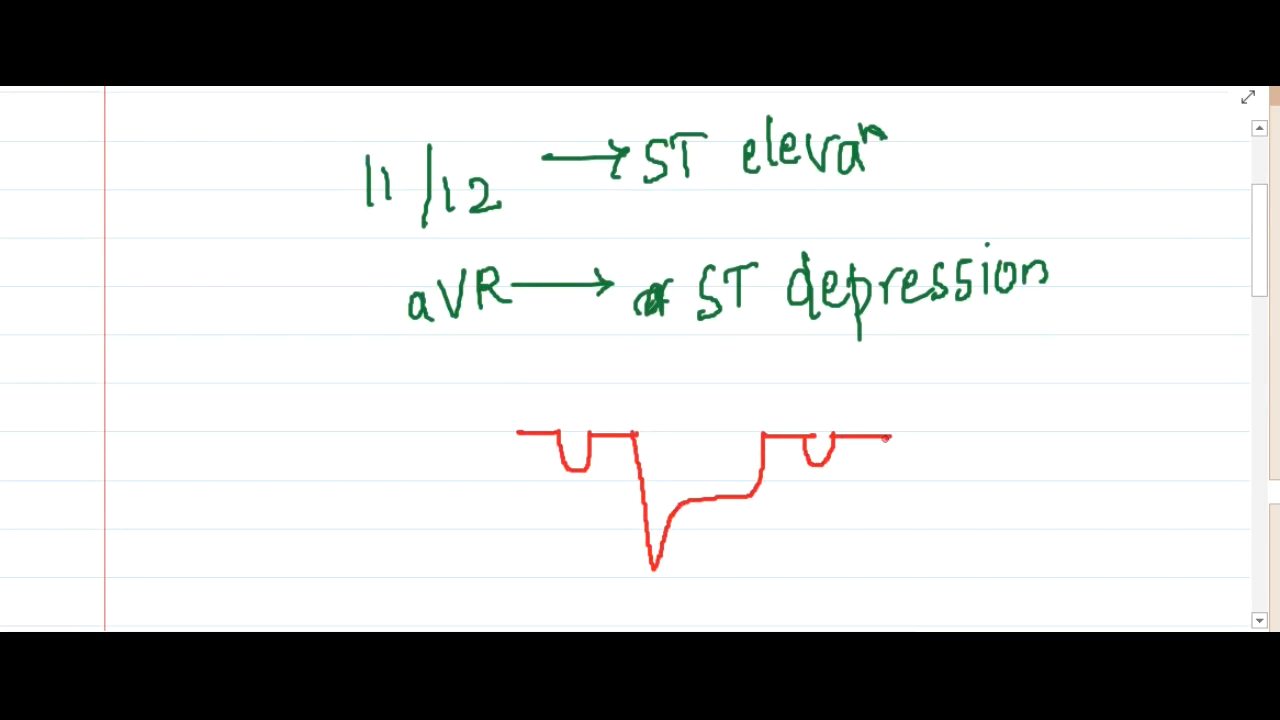 11/12 → ST elevaⁿ
aVR → ST depression